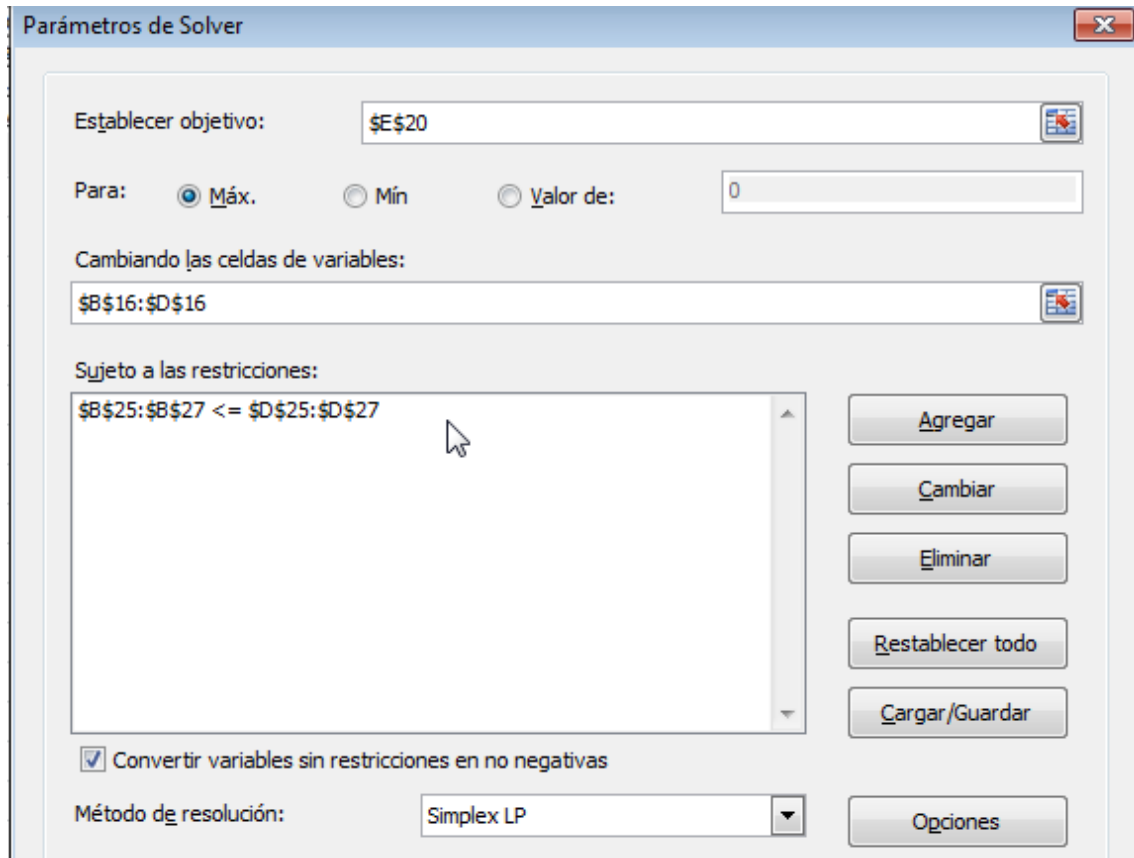 Parámetros de Solver
Establecer objetivo: $E$20
Para: Máx. Mín Valor de: 0
Cambiando las celdas de variables:
$B$16:$D$16
Sujeto a las restricciones:
$B$25:$B$27 <= $D$25:$D$27
Agregar
Cambiar
Eliminar
Restablecer todo
Cargar/Guardar
Convertir variables sin restricciones en no negativas
Método de resolución: Simplex LP Opciones